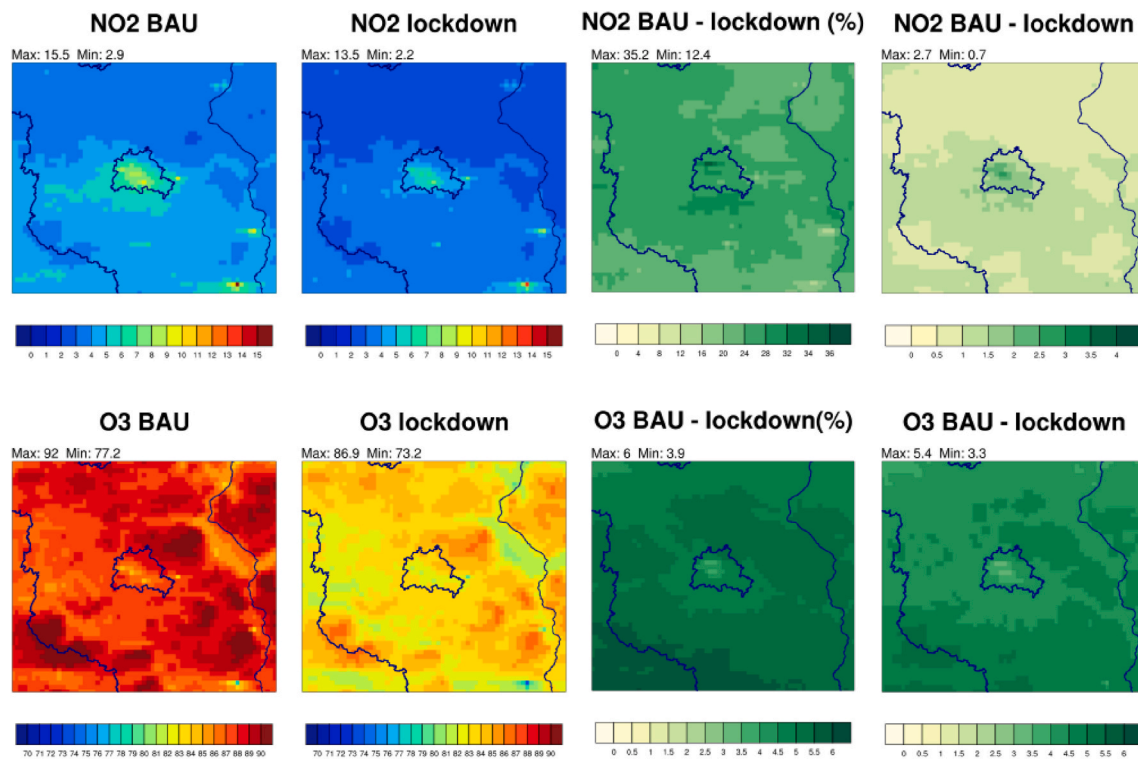 NO2 BAU
NO2 lockdown
NO2 BAU - lockdown (%)
NO2 BAU - lockdown
Max: 15.5 Min: 2.9
Max: 13.5 Min: 2.2
Max: 35.2 Min: 12.4
Max: 2.7 Min: 0.7
0 1 2 3 4 5 6 7 8 9 10 11 12 13 14 15
0 1 2 3 4 5 6 7 8 9 10 11 12 13 14 15
0 4 8 12 16 20 24 28 32 34 36
0 0.5 1 1.5 2 2.5 3 3.5 4
O3 BAU
O3 lockdown
O3 BAU - lockdown(%)
O3 BAU - lockdown
Max: 92 Min: 77.2
Max: 86.9 Min: 73.2
Max: 6 Min: 3.9
Max: 5.4 Min: 3.3
70 71 72 73 74 75 76 77 78 79 80 81 82 83 84 85 86 87 88 89 90
70 71 72 73 74 75 76 77 78 79 80 81 82 83 84 85 86 87 88 89 90
0 0.5 1 1.5 2 2.5 3 3.5 4 4.5 5 5.5 6
0 0.5 1 1.5 2 2.5 3 3.5 4 4.5 5 5.5 6